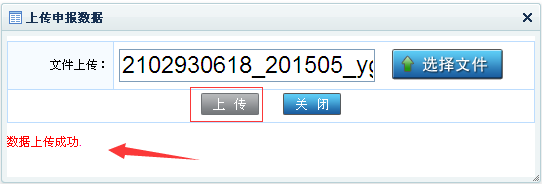 上传申报数据
文件上传： 2102930618_201505_yg 选择文件
上 传 关 闭
数据上传成功.